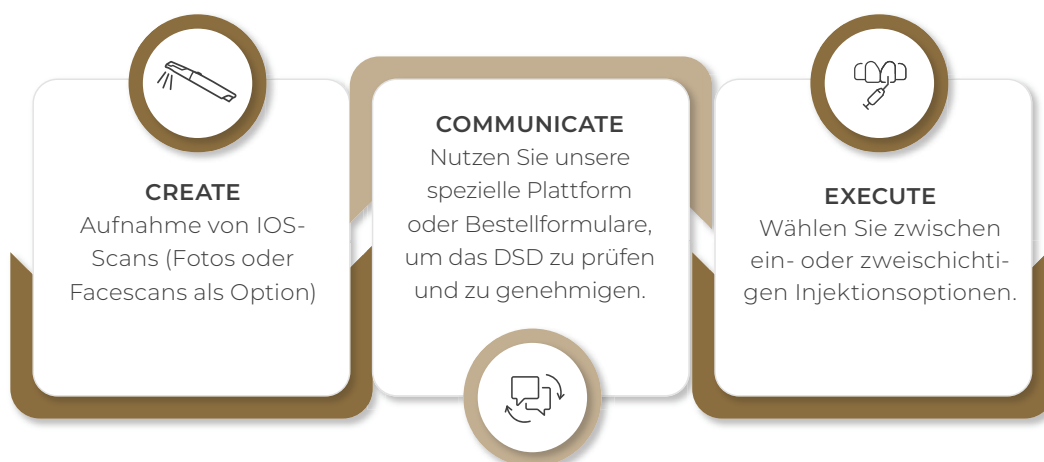 CREATE
Aufnahme von IOS-
Scans (Fotos oder
Facescans als Option)
COMMUNICATE
Nutzen Sie unsere
spezielle Plattform
oder Bestellformulare,
um das DSD zu prüfen
und zu genehmigen.
EXECUTE
Wählen Sie zwischen
ein- oder zweischichti-
gen Injektionsoptionen.